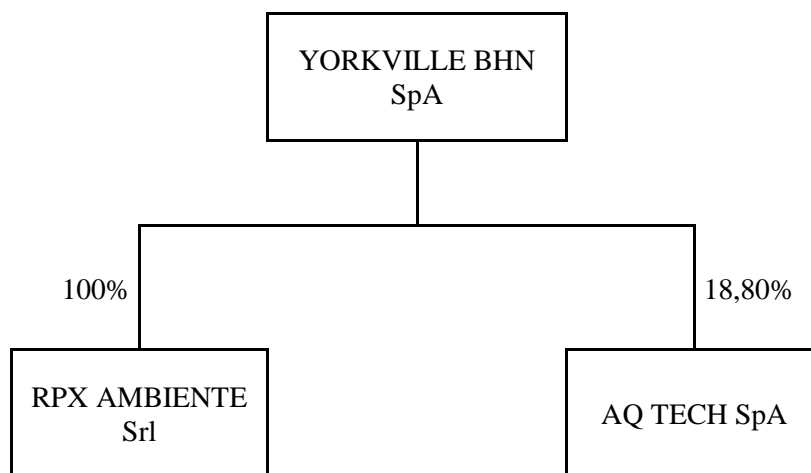 YORKVILLE BHN
SpA
100%
18,80%
RPX AMBIENTE
Srl
AQ TECH SpA